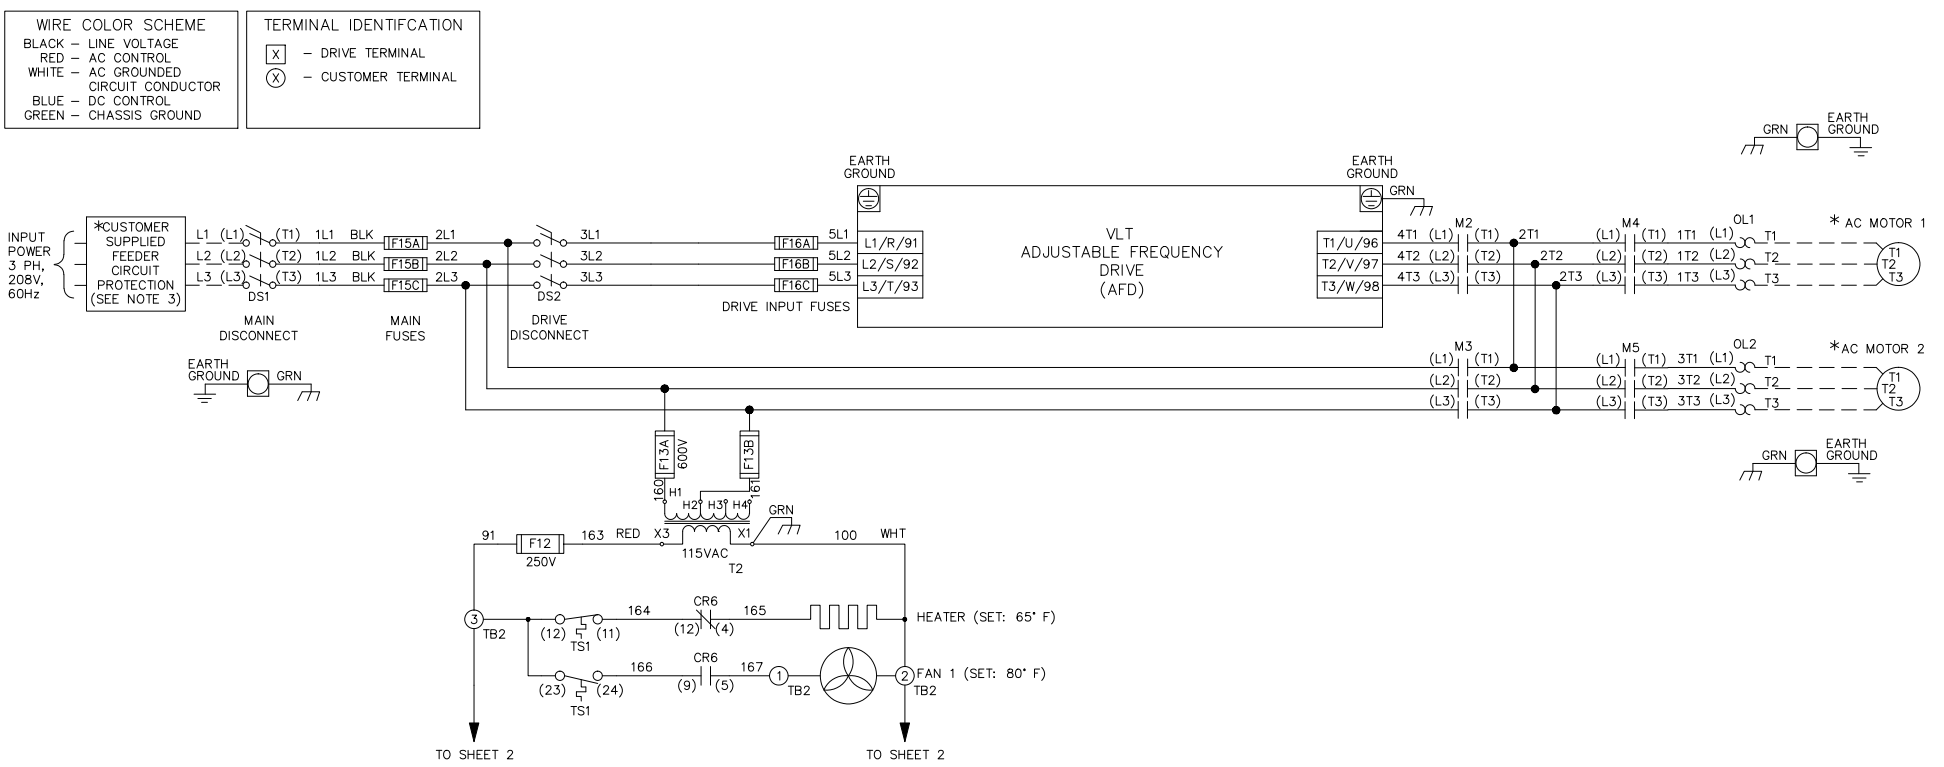 WIRE COLOR SCHEME
BLACK – LINE VOLTAGE
RED – AC CONTROL
WHITE – AC GROUNDED
CIRCUIT CONDUCTOR
BLUE – DC CONTROL
GREEN – CHASSIS GROUND
TERMINAL IDENTIFCATION
X – DRIVE TERMINAL
X – CUSTOMER TERMINAL
GRN
EARTH
GROUND
EARTH
GROUND
EARTH
GROUND
GRN
INPUT
POWER
3 PH,
208V,
60Hz
*CUSTOMER
SUPPLIED
FEEDER
CIRCUIT
PROTECTION
(SEE NOTE 3)
L1 (L1) (T1) 1L1 BLK F15A 2L1 3L1 F16A 5L1 L1/R/91
L2 (L2) (T2) 1L2 BLK F15B 2L2 3L2 F16B 5L2 L2/S/92
L3 (L3) (T3) 1L3 BLK F15C 2L3 3L3 F16C 5L3 L3/T/93
DS1
DS2
MAIN
DISCONNECT
MAIN
FUSES
DRIVE
DISCONNECT
DRIVE INPUT FUSES
VLT
ADJUSTABLE FREQUENCY
DRIVE
(AFD)
M2
M4
OL1
* AC MOTOR 1
T1/U/96 4T1 (L1) (T1) 2T1 (L1) (T1) 1T1 (L1) T1
T2/V/97 4T2 (L2) (T2) 2T2 (L2) (T2) 1T2 (L2) T2
T3/W/98 4T3 (L3) (T3) 2T3 (L3) (T3) 1T3 (L3) T3
T1
T2
T3
M3
M5
OL2
*AC MOTOR 2
(L1) (T1) (L1) (T1) 3T1 (L1) T1
(L2) (T2) (L2) (T2) 3T2 (L2) T2
(L3) (T3) (L3) (T3) 3T3 (L3) T3
T1
T2
T3
EARTH
GROUND
GRN
GRN
EARTH
GROUND
F13A
600V
F13B
160
161
H1
H2
H3
H4
GRN
91 F12 163 RED X3 X1 100 WHT
250V
115VAC
T2
3
TB2
164
CR6
165
HEATER (SET: 65° F)
(12) (11)
TS1
(12) (4)
166
CR6
167
1
TB2
2
TB2
FAN 1 (SET: 80° F)
(23) (24)
TS1
(9) (5)
TO SHEET 2
TO SHEET 2